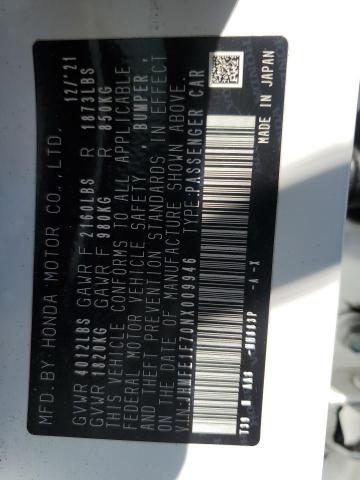 MFD. BY HONDA MOTOR CO., LTD. 12/'21
GVWR 4012LBS GAWR F 2160LBS R 1873LBS
GVWR 1820KG GAWR F 980KG R 850KG
THIS VEHICLE CONFORMS TO ALL APPLICABLE
FEDERAL MOTOR VEHICLE SAFETY , BUMPER ,
AND THEFT PREVENTION STANDARDS IN EFFECT
ON THE DATE OF MANUFACTURE SHOWN ABOVE.
V.I.N.:JHMFE1F70NX009946 TYPE:PASSENGER CAR
-A -X MADE IN JAPAN